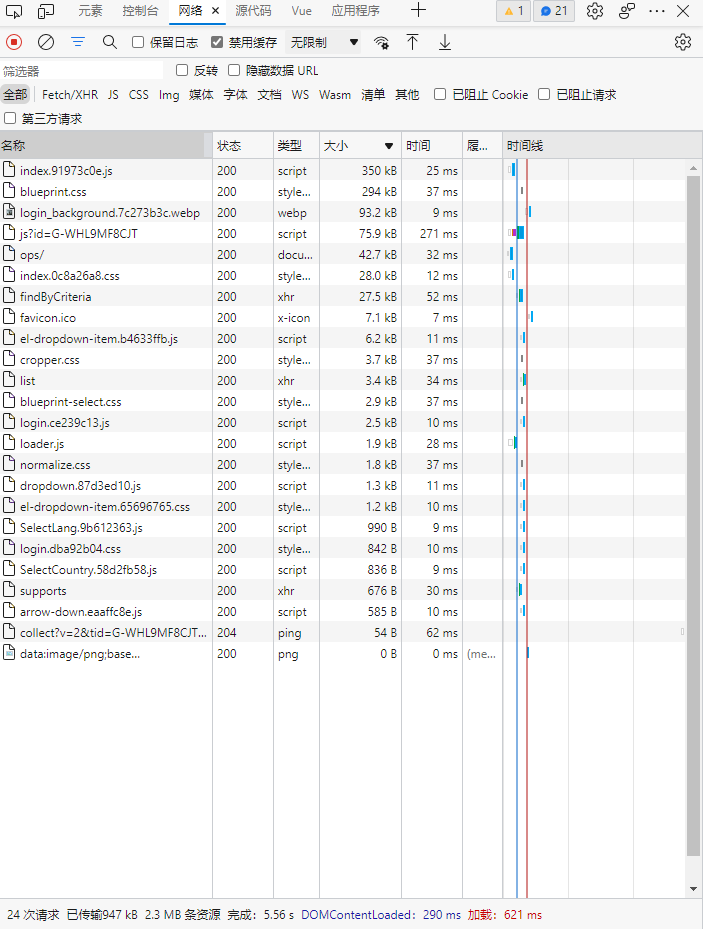 元素 控制台 网络 源代码 Vue 应用程序 1 21
保留日志 禁用缓存 无限制
筛选器 反转 隐藏数据 URL
全部 Fetch/XHR JS CSS Img 媒体 字体 文档 WS Wasm 清单 其他 已阻止 Cookie 已阻止请求
第三方请求
名称 状态 类型 大小 时间 履... 时间线
index.91973c0e.js 200 script 350 kB 25 ms
blueprint.css 200 style... 294 kB 37 ms
login_background.7c273b3c.webp 200 webp 93.2 kB 9 ms
js?id=G-WHL9MF8CJT 200 script 75.9 kB 271 ms
ops/ 200 docu... 42.7 kB 32 ms
index.0c8a26a8.css 200 style... 28.0 kB 12 ms
findByCriteria 200 xhr 27.5 kB 52 ms
favicon.ico 200 x-icon 7.1 kB 7 ms
el-dropdown-item.b4633ffb.js 200 script 6.2 kB 11 ms
cropper.css 200 style... 3.7 kB 37 ms
list 200 xhr 3.4 kB 34 ms
blueprint-select.css 200 style... 2.9 kB 37 ms
login.ce239c13.js 200 script 2.5 kB 10 ms
loader.js 200 script 1.9 kB 28 ms
normalize.css 200 style... 1.8 kB 37 ms
dropdown.87d3ed10.js 200 script 1.3 kB 11 ms
el-dropdown-item.65696765.css 200 style... 1.2 kB 10 ms
SelectLang.9b612363.js 200 script 990 B 9 ms
login.dba92b04.css 200 style... 842 B 10 ms
SelectCountry.58d2fb58.js 200 script 836 B 9 ms
supports 200 xhr 676 B 30 ms
arrow-down.eaaffc8e.js 200 script 585 B 10 ms
collect?v=2&tid=G-WHL9MF8CJT... 204 ping 54 B 62 ms
data:image/png;base... 200 png 0 B 0 ms (me...
24 次请求 已传输947 kB 2.3 MB 条资源 完成：5.56 s DOMContentLoaded：290 ms 加载：621 ms